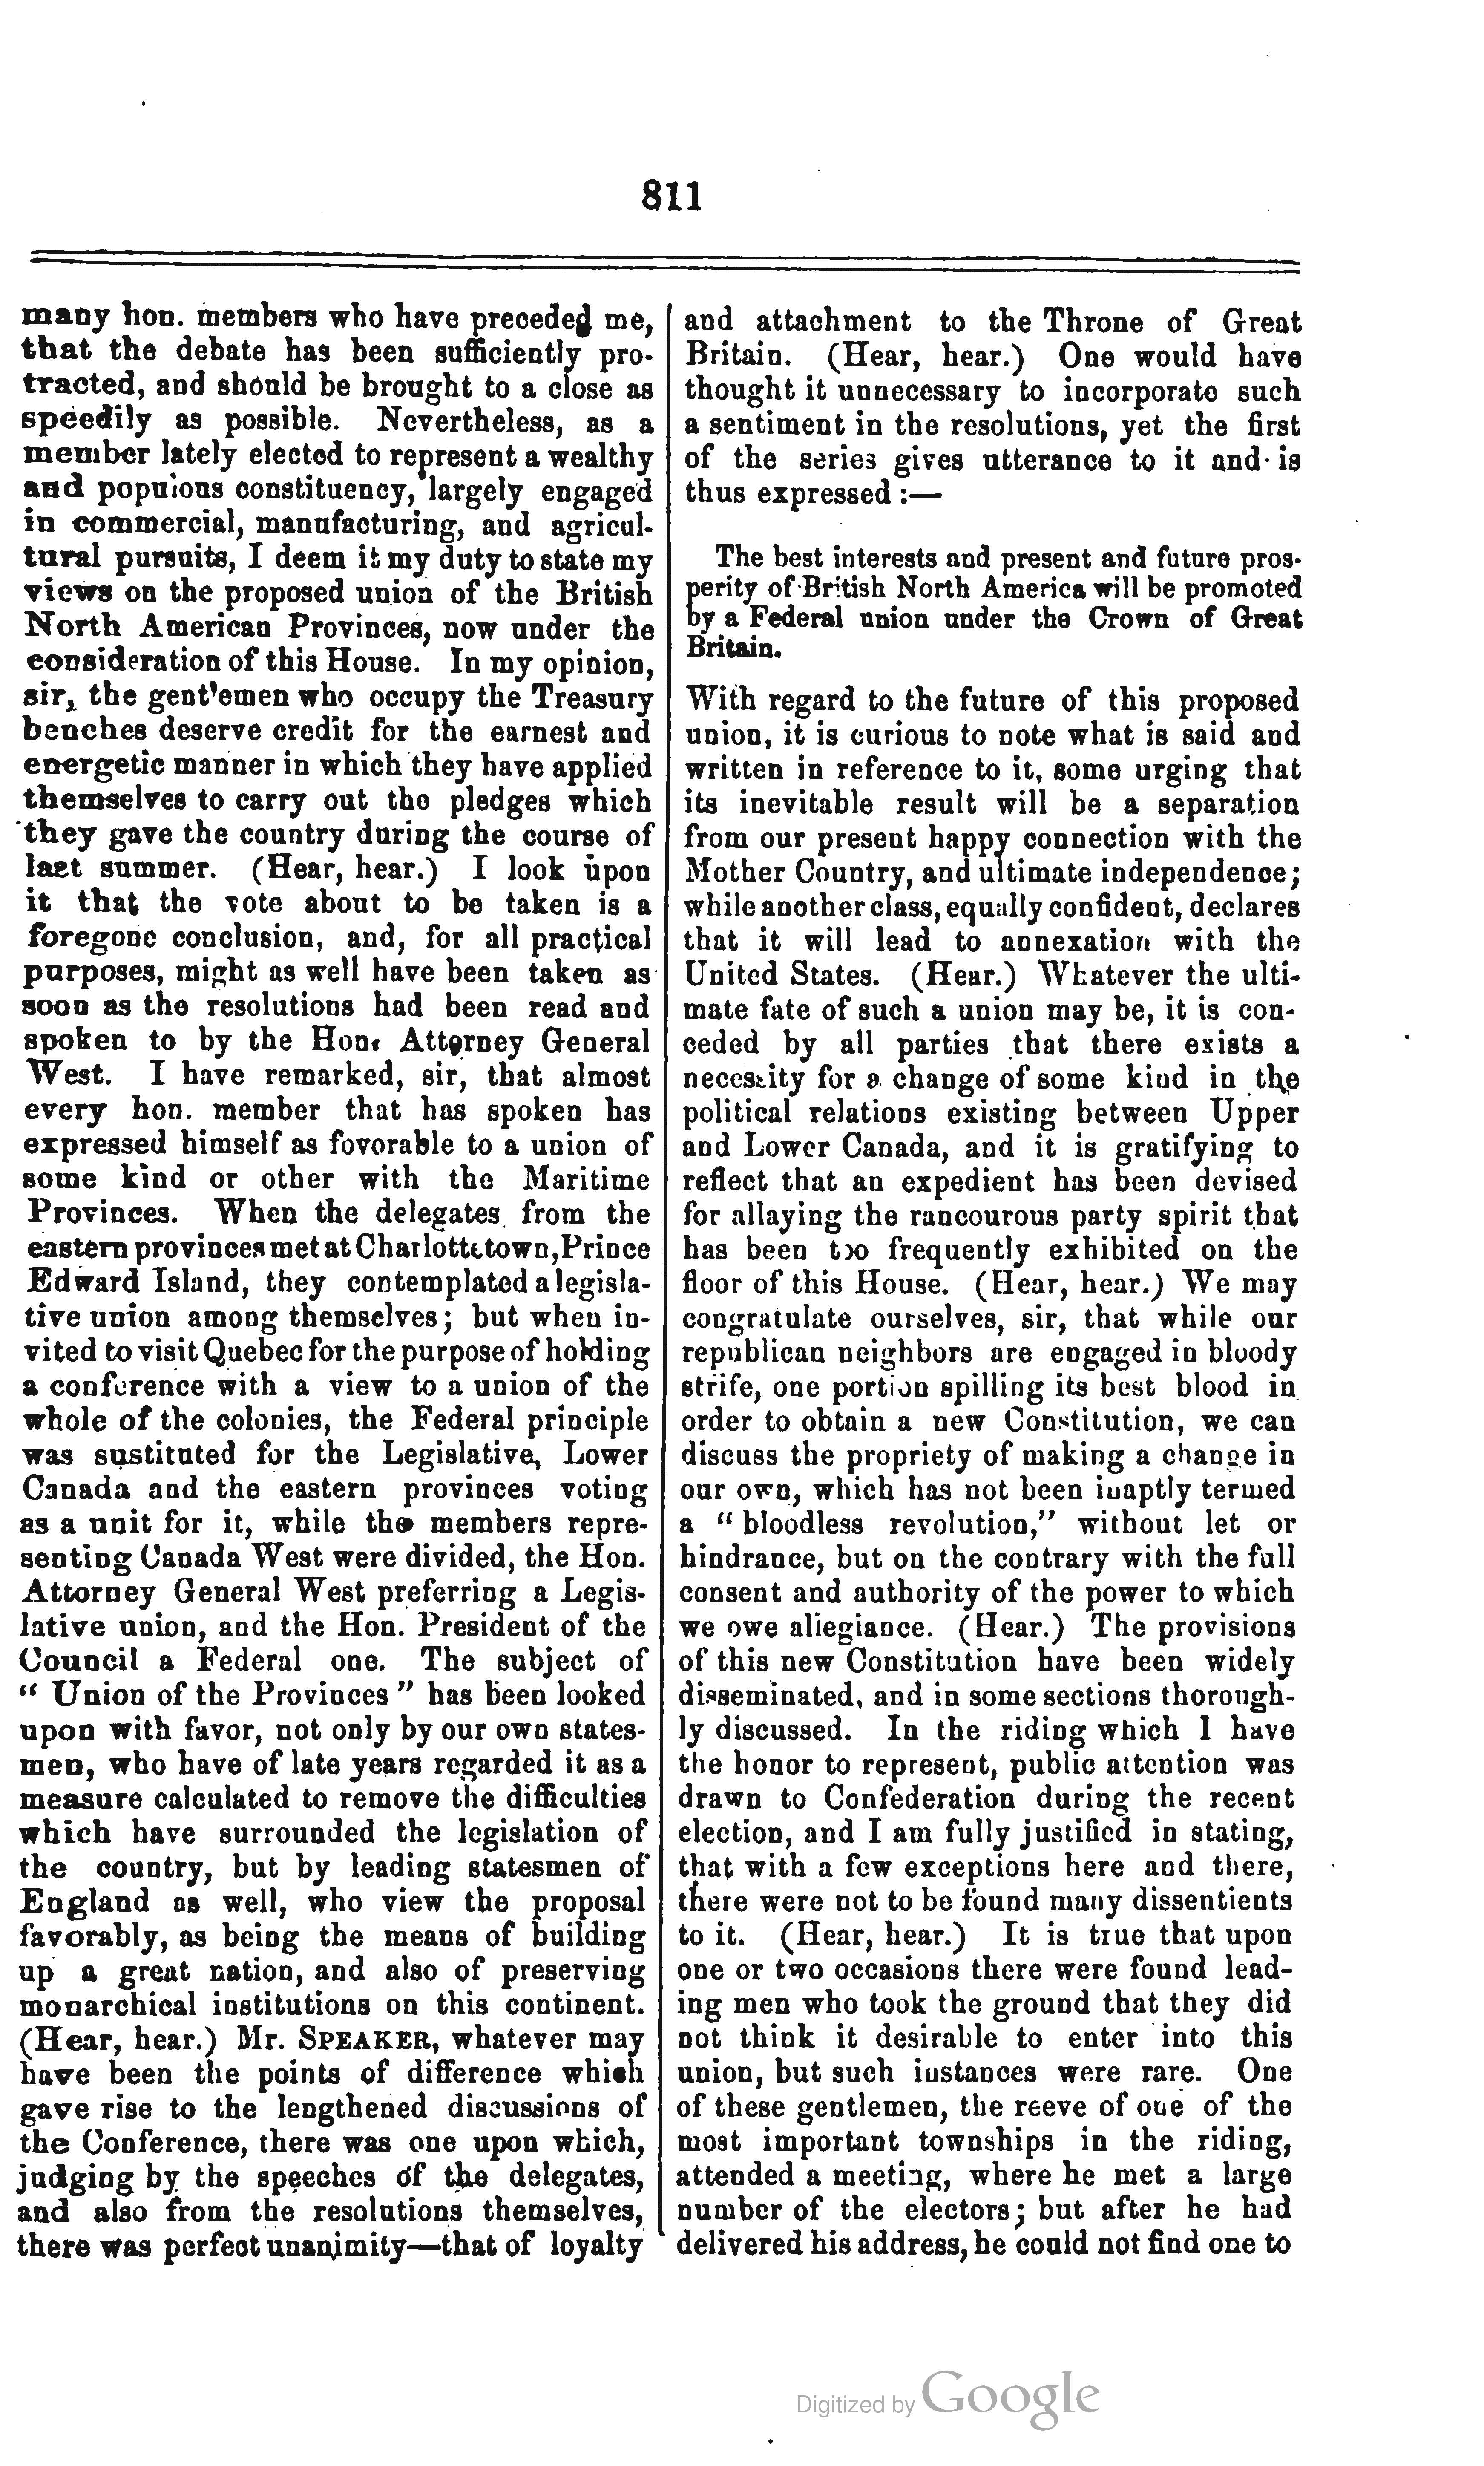 811
many hon. members who have preceded me,
that the debate has been sufficiently pro-
tracted, and should be brought to a close as
speedily as possible. Nevertheless, as a
member lately elected to represent a wealthy
and populous constituency, largely engaged
in commercial, manufacturing, and agricul-
tural pursuits, I deem it my duty to state my
views on the proposed union of the British
North American Provinces, now under the
consideration of this House. In my opinion,
sir, the gent'emen who occupy the Treasury
benches deserve credit for the earnest and
energetic manner in which they have applied
themselves to carry out the pledges which
they gave the country during the course of
last summer. (Hear, hear.) I look upon
it that the vote about to be taken is a
foregone conclusion, and, for all practical
purposes, might as well have been taken as
soon as the resolutions had been read and
spoken to by the Hon. Attorney General
West. I have remarked, sir, that almost
every hon. member that has spoken has
expressed himself as fovorable to a union of
some kind or other with the Maritime
Provinces. When the delegates from the
eastern provinces met at Charlottetown, Prince
Edward Island, they contemplated a legisla-
tive union among themselves; but when in-
vited to visit Quebec for the purpose of holding
a conference with a view to a union of the
whole of the colonies, the Federal principle
was sustituted for the Legislative, Lower
Canada and the eastern provinces voting
as a unit for it, while the members repre-
senting Canada West were divided, the Hon.
Attorney General West preferring a Legis-
lative union, and the Hon. President of the
Council a Federal one. The subject of
" Union of the Provinces " has been looked
upon with favor, not only by our own states-
men, who have of late years regarded it as a
measure calculated to remove the difficulties
which have surrounded the legislation of
the country, but by leading statesmen of
England as well, who view the proposal
favorably, as being the means of building
up a great nation, and also of preserving
monarchical institutions on this continent.
(Hear, hear.) Mr. SPEAKER, whatever may
have been the points of difference which
gave rise to the lengthened discussions of
the Conference, there was one upon which,
judging by the speeches of the delegates,
and also from the resolutions themselves,
there was perfect unanimity—that of loyalty
and attachment to the Throne of Great
Britain. (Hear, hear.) One would have
thought it unnecessary to incorporate such
a sentiment in the resolutions, yet the first
of the series gives utterance to it and is
thus expressed :—
The best interests and present and future pros-
perity of British North America will be promoted
by a Federal union under the Crown of Great
Britain.
With regard to the future of this proposed
union, it is curious to note what is said and
written in reference to it, some urging that
its inevitable result will be a separation
from our present happy connection with the
Mother Country, and ultimate independence;
while another class, equally confident, declares
that it will lead to annexation with the
United States. (Hear.) Whatever the ulti-
mate fate of such a union may be, it is con-
ceded by all parties that there exists a
necessity for a change of some kind in the
political relations existing between Upper
and Lower Canada, and it is gratifying to
reflect that an expedient has been devised
for allaying the rancourous party spirit that
has been too frequently exhibited on the
floor of this House. (Hear, hear.) We may
congratulate ourselves, sir, that while our
republican neighbors are engaged in bloody
strife, one portion spilling its best blood in
order to obtain a new Constitution, we can
discuss the propriety of making a change in
our own, which has not been inaptly termed
a " bloodless revolution," without let or
hindrance, but on the contrary with the full
consent and authority of the power to which
we owe allegiance. (Hear.) The provisions
of this new Constitution have been widely
disseminated, and in some sections thorough-
ly discussed. In the riding which I have
the honor to represent, public attention was
drawn to Confederation during the recent
election, and I am fully justified in stating,
that with a few exceptions here and there,
there were not to be found many dissentients
to it. (Hear, hear.) It is true that upon
one or two occasions there were found lead-
ing men who took the ground that they did
not think it desirable to enter into this
union, but such instances were rare. One
of these gentlemen, the reeve of one of the
most important townships in the riding,
attended a meeting, where he met a large
number of the electors; but after he had
delivered his address, he could not find one to
Digitized by Google